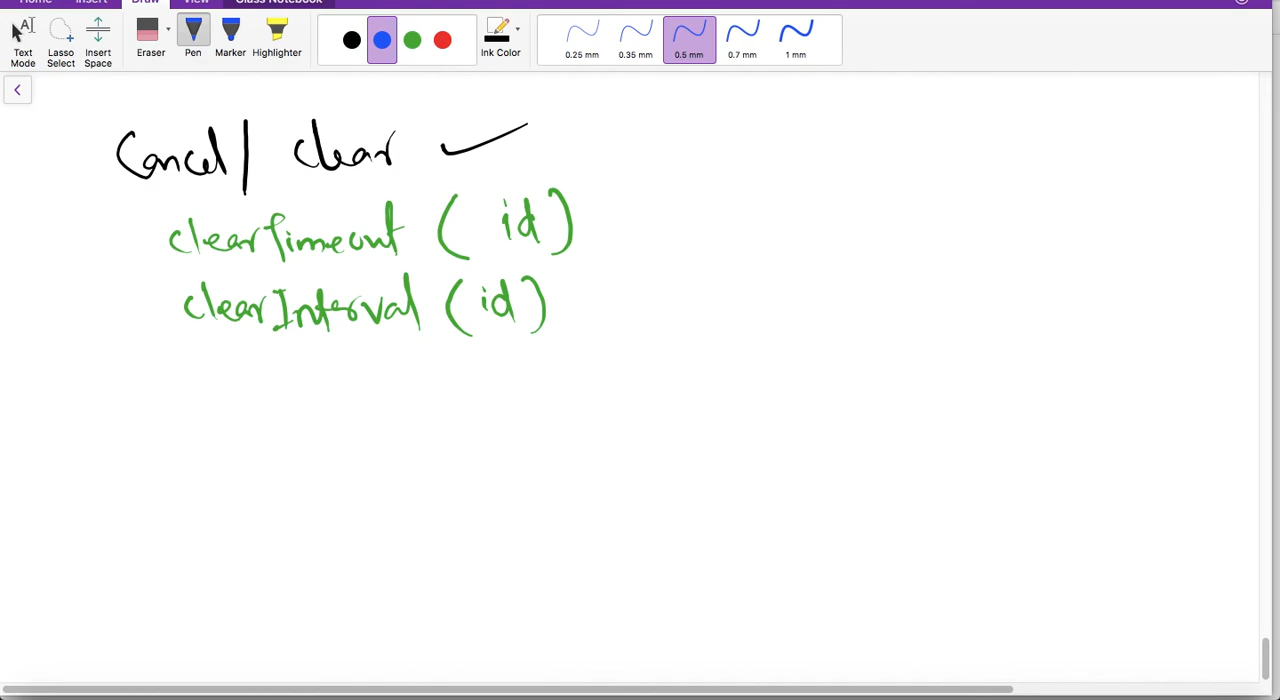 Home Insert Draw View Class Notebook
Text Mode
Lasso Select
Insert Space
Eraser
Pen
Marker
Highlighter
Ink Color
0.25 mm
0.35 mm
0.5 mm
0.7 mm
1 mm
Cancel/ clear
clearTimeout ( id )
clearInterval ( id )